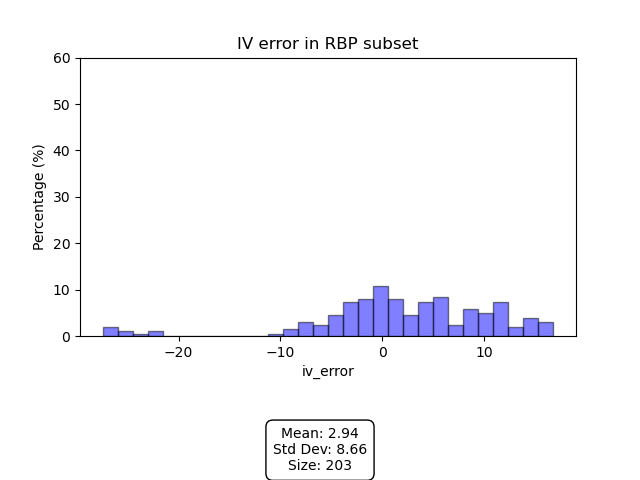 IV error in RBP subset
60
50
40
30
20
10
0
Percentage (%)
−20
−10
0
10
iv_error
Mean: 2.94
Std Dev: 8.66
Size: 203